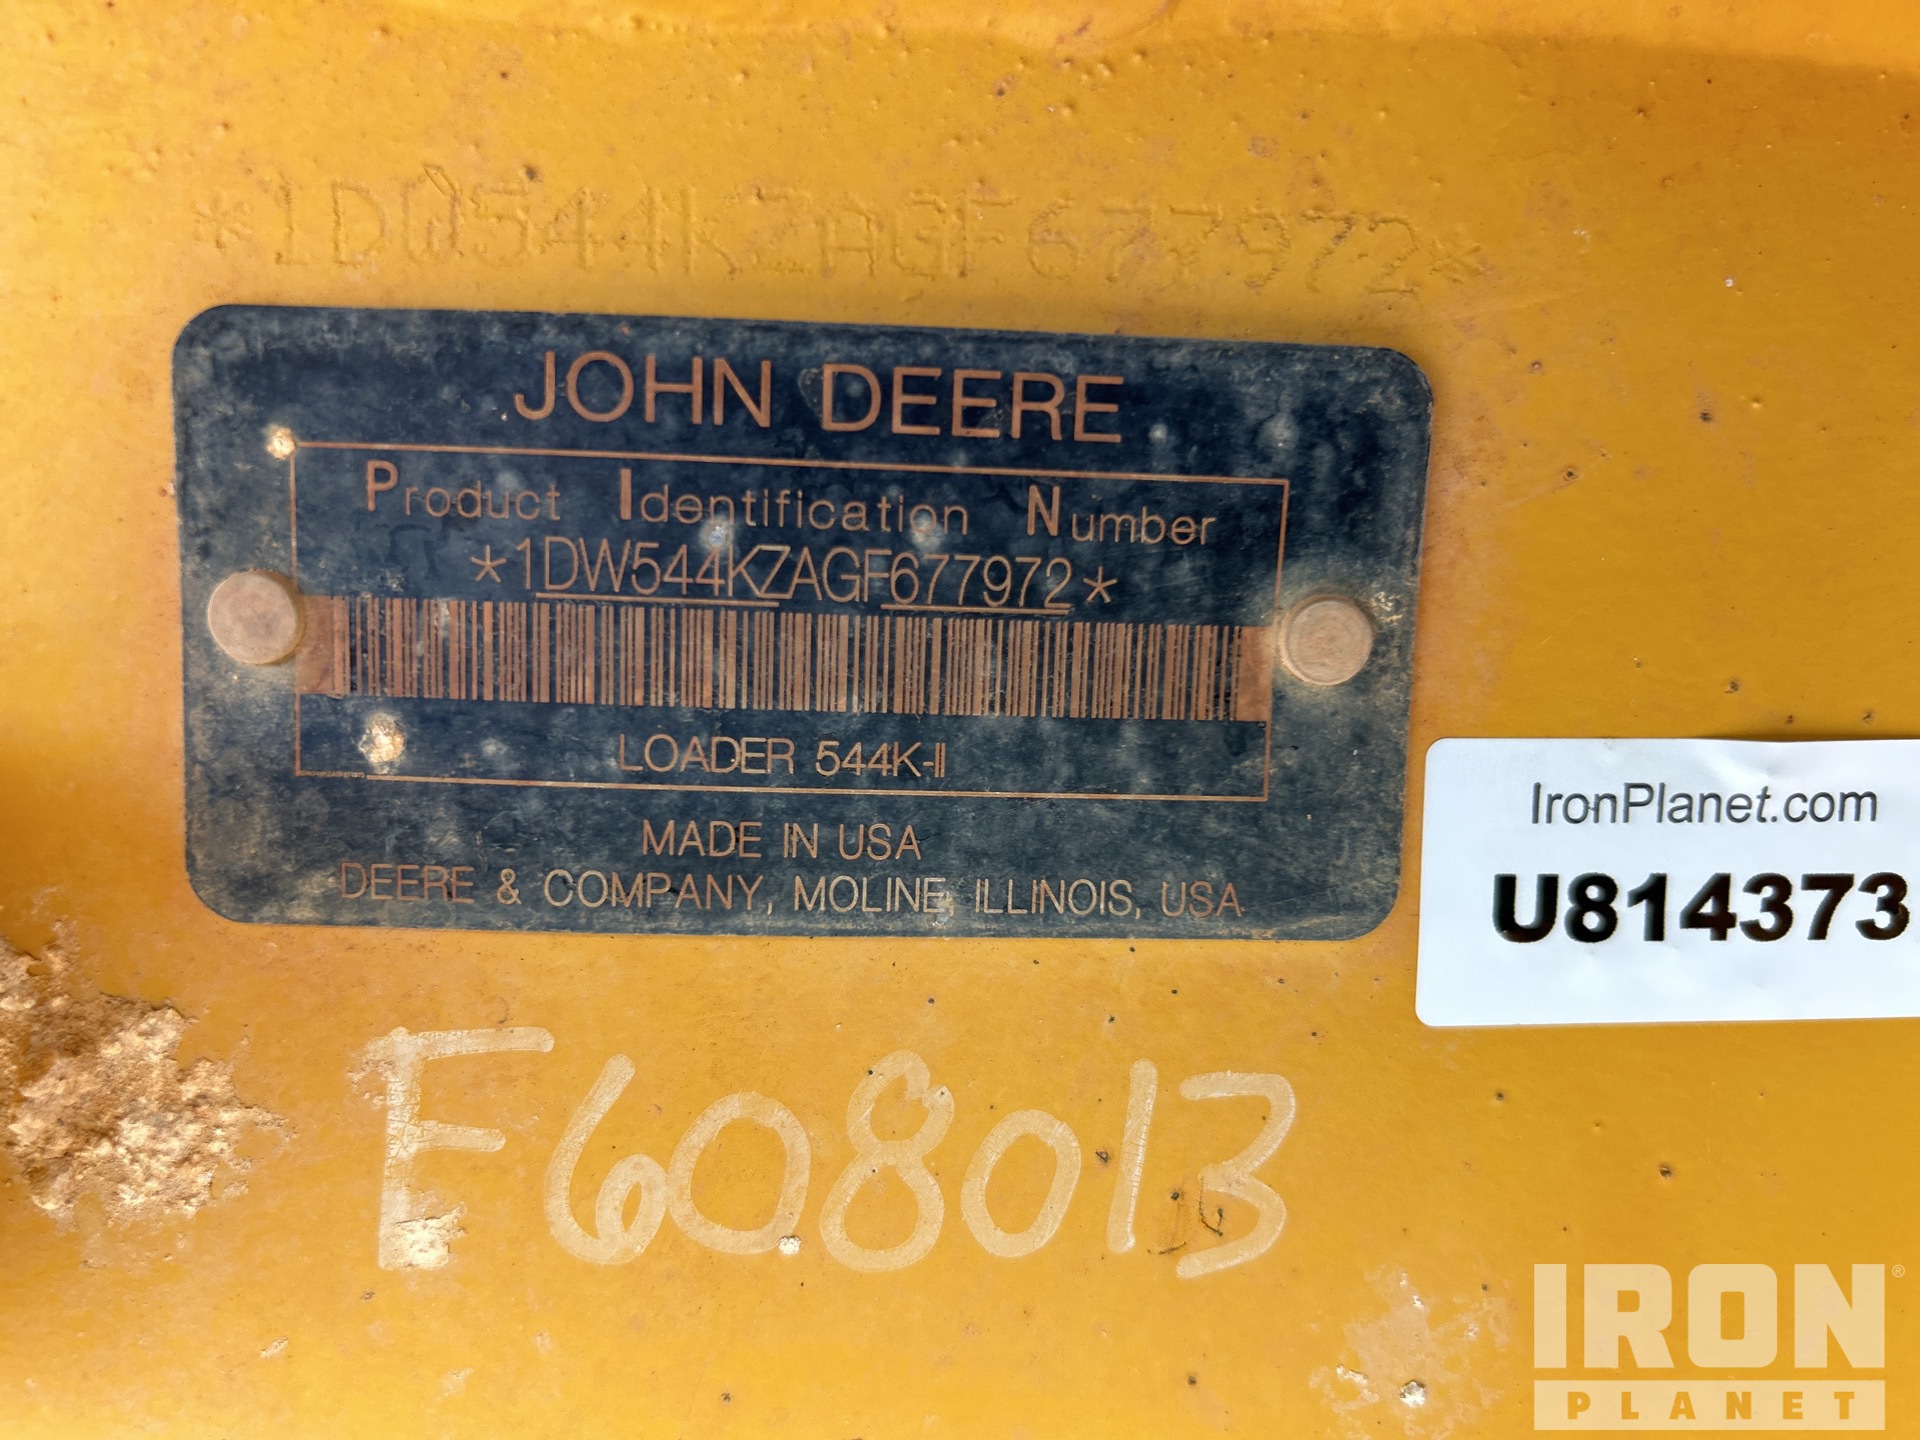 *1DW544KZAGF677972*
JOHN DEERE
Product Identification Number
*1DW544KZAGF677972*
LOADER 544K-II
MADE IN USA
DEERE & COMPANY, MOLINE, ILLINOIS, USA
IronPlanet.com
U814373
F608013
IRON®
PLANET